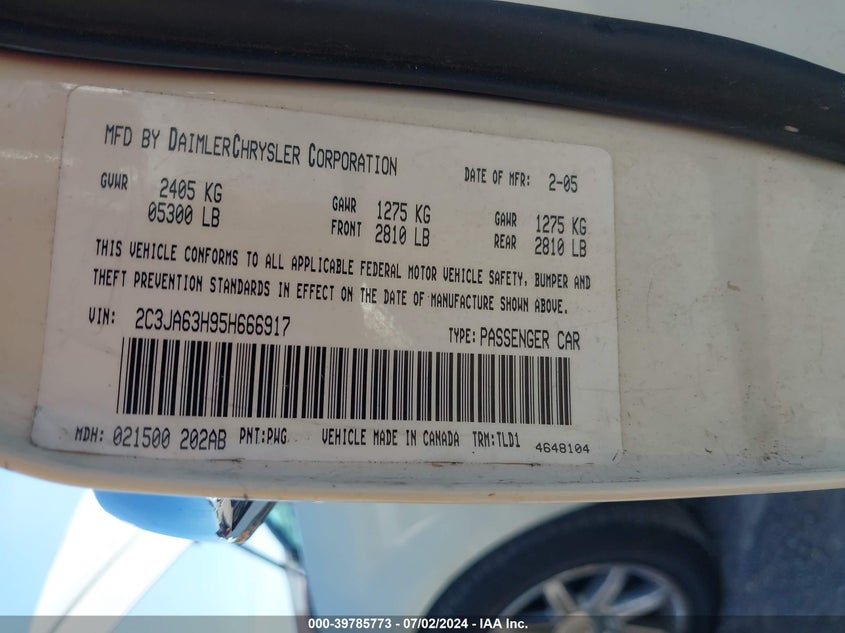 MFD BY DAIMLERCHRYSLER CORPORATION
DATE OF MFR: 2-05
GVWR 2405 KG
05300 LB
GAWR FRONT 1275 KG
2810 LB
GAWR REAR 1275 KG
2810 LB
THIS VEHICLE CONFORMS TO ALL APPLICABLE FEDERAL MOTOR VEHICLE SAFETY, BUMPER AND
THEFT PREVENTION STANDARDS IN EFFECT ON THE DATE OF MANUFACTURE SHOWN ABOVE.
VIN: 2C3JA63H95H666917
TYPE: PASSENGER CAR
MDH: 021500 202AB PNT:PWG VEHICLE MADE IN CANADA TRM:TLD1 4648104
000-39785773 - 07/02/2024 - IAA Inc.